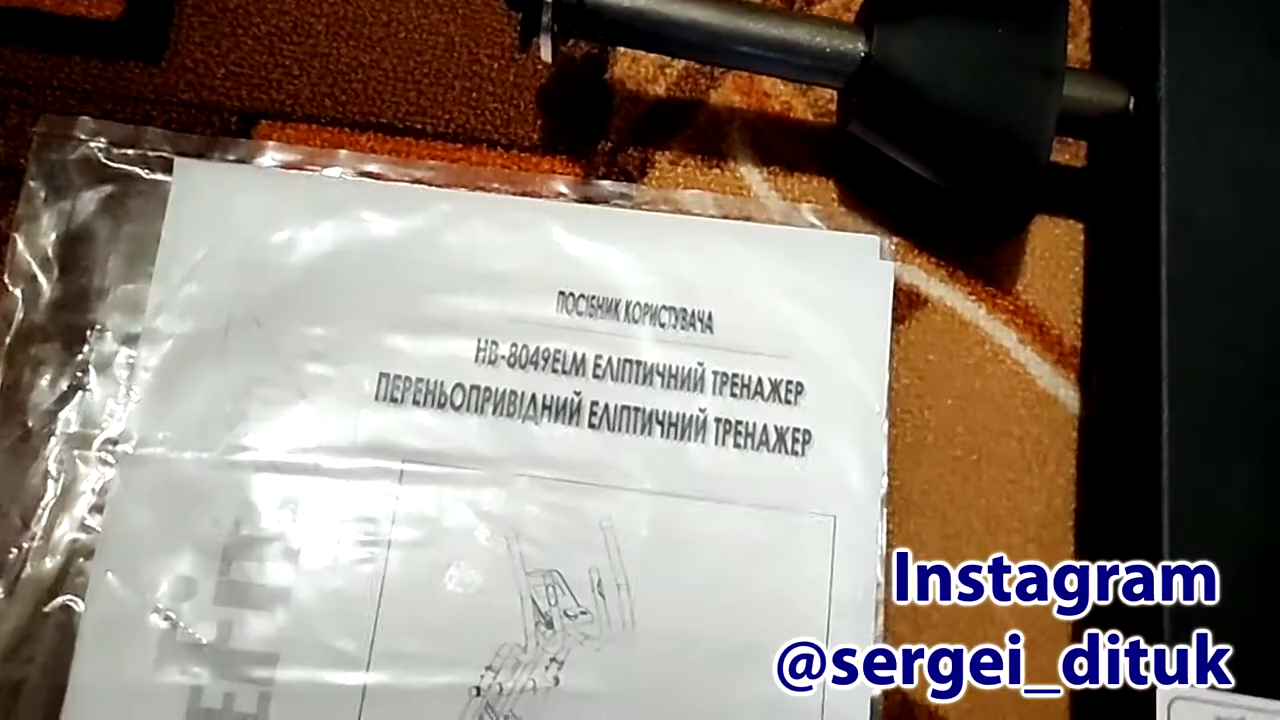 ПОСІБНИК КОРИСТУВАЧА
HB-8049ELM ЕЛІПТИЧНИЙ ТРЕНАЖЕР
ПЕРЕНЬОПРИВІДНИЙ ЕЛІПТИЧНИЙ ТРЕНАЖЕР
Instagram
@sergei_dituk